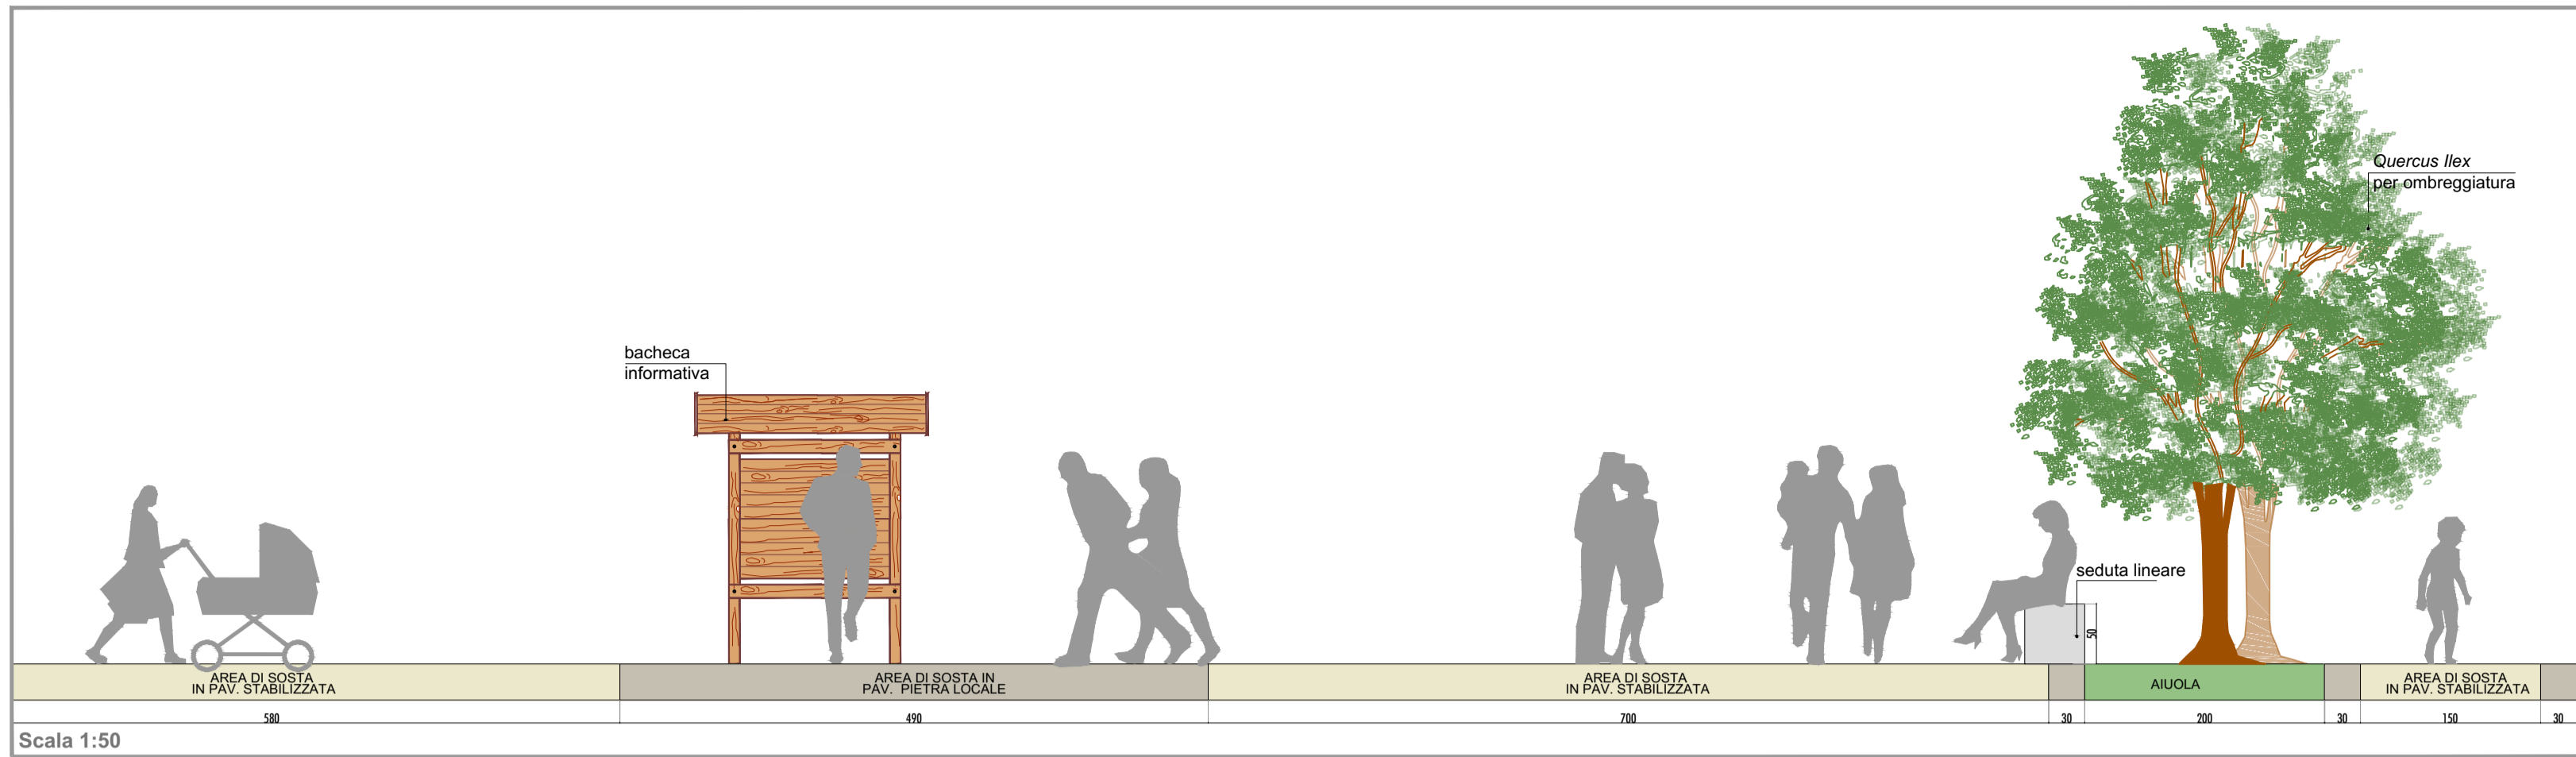 Quercus Ilex
per ombreggiatura
bacheca
informativa
seduta lineare
50
AREA DI SOSTA
IN PAV. STABILIZZATA
AREA DI SOSTA IN
PAV. PIETRA LOCALE
AREA DI SOSTA
IN PAV. STABILIZZATA
AIUOLA
AREA DI SOSTA
IN PAV. STABILIZZATA
580
490
700
30
200
30
150
30
Scala 1:50